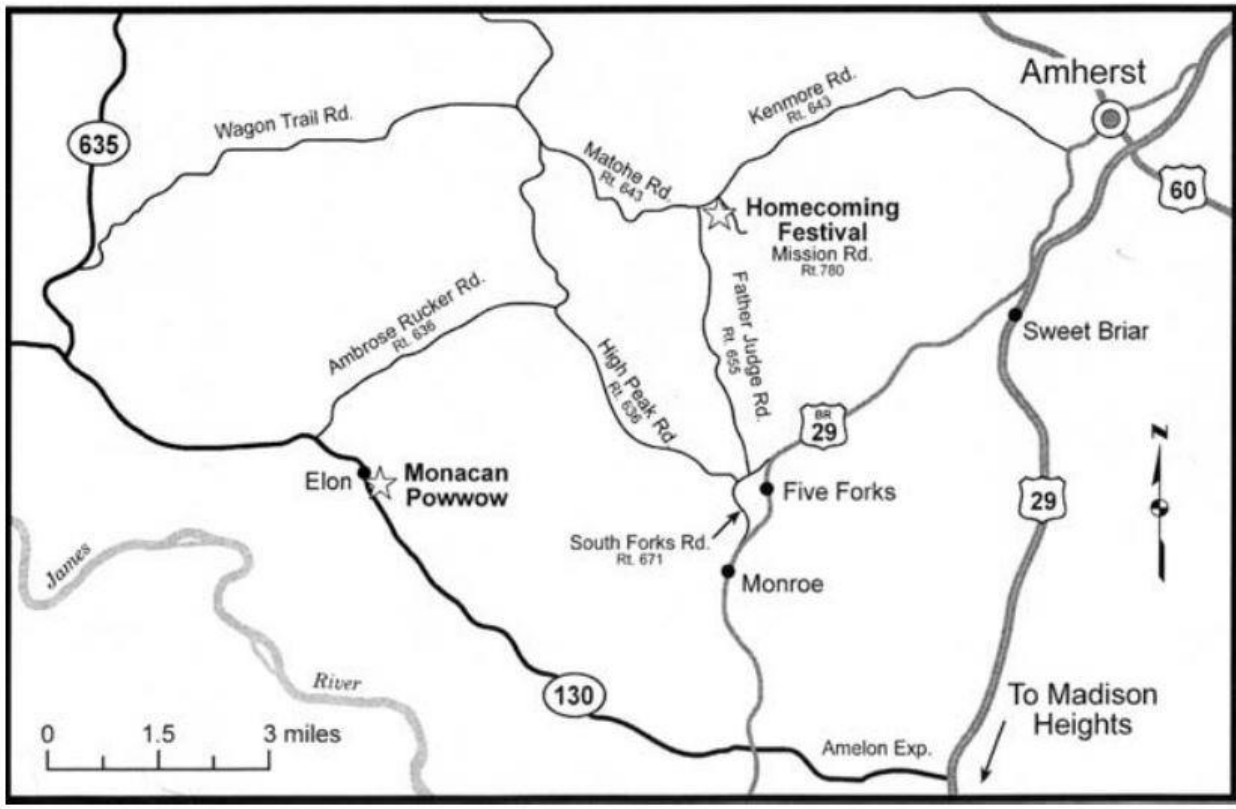 Amherst
635
Wagon Trail Rd.
Kenmore Rd.
Rt. 643
60
Matohe Rd.
Rt. 643
Homecoming
Festival
Mission Rd.
Rt.780
Ambrose Rucker Rd.
Rt. 636
Father Judge Rd.
Rt. 655
Sweet Briar
High Peak Rd
Rt. 636
BR
29
N
Elon
Monacan
Powwow
Five Forks
29
South Forks Rd.
Rt. 671
James
Monroe
River
130
To Madison
Heights
0 1.5 3 miles
Amelon Exp.